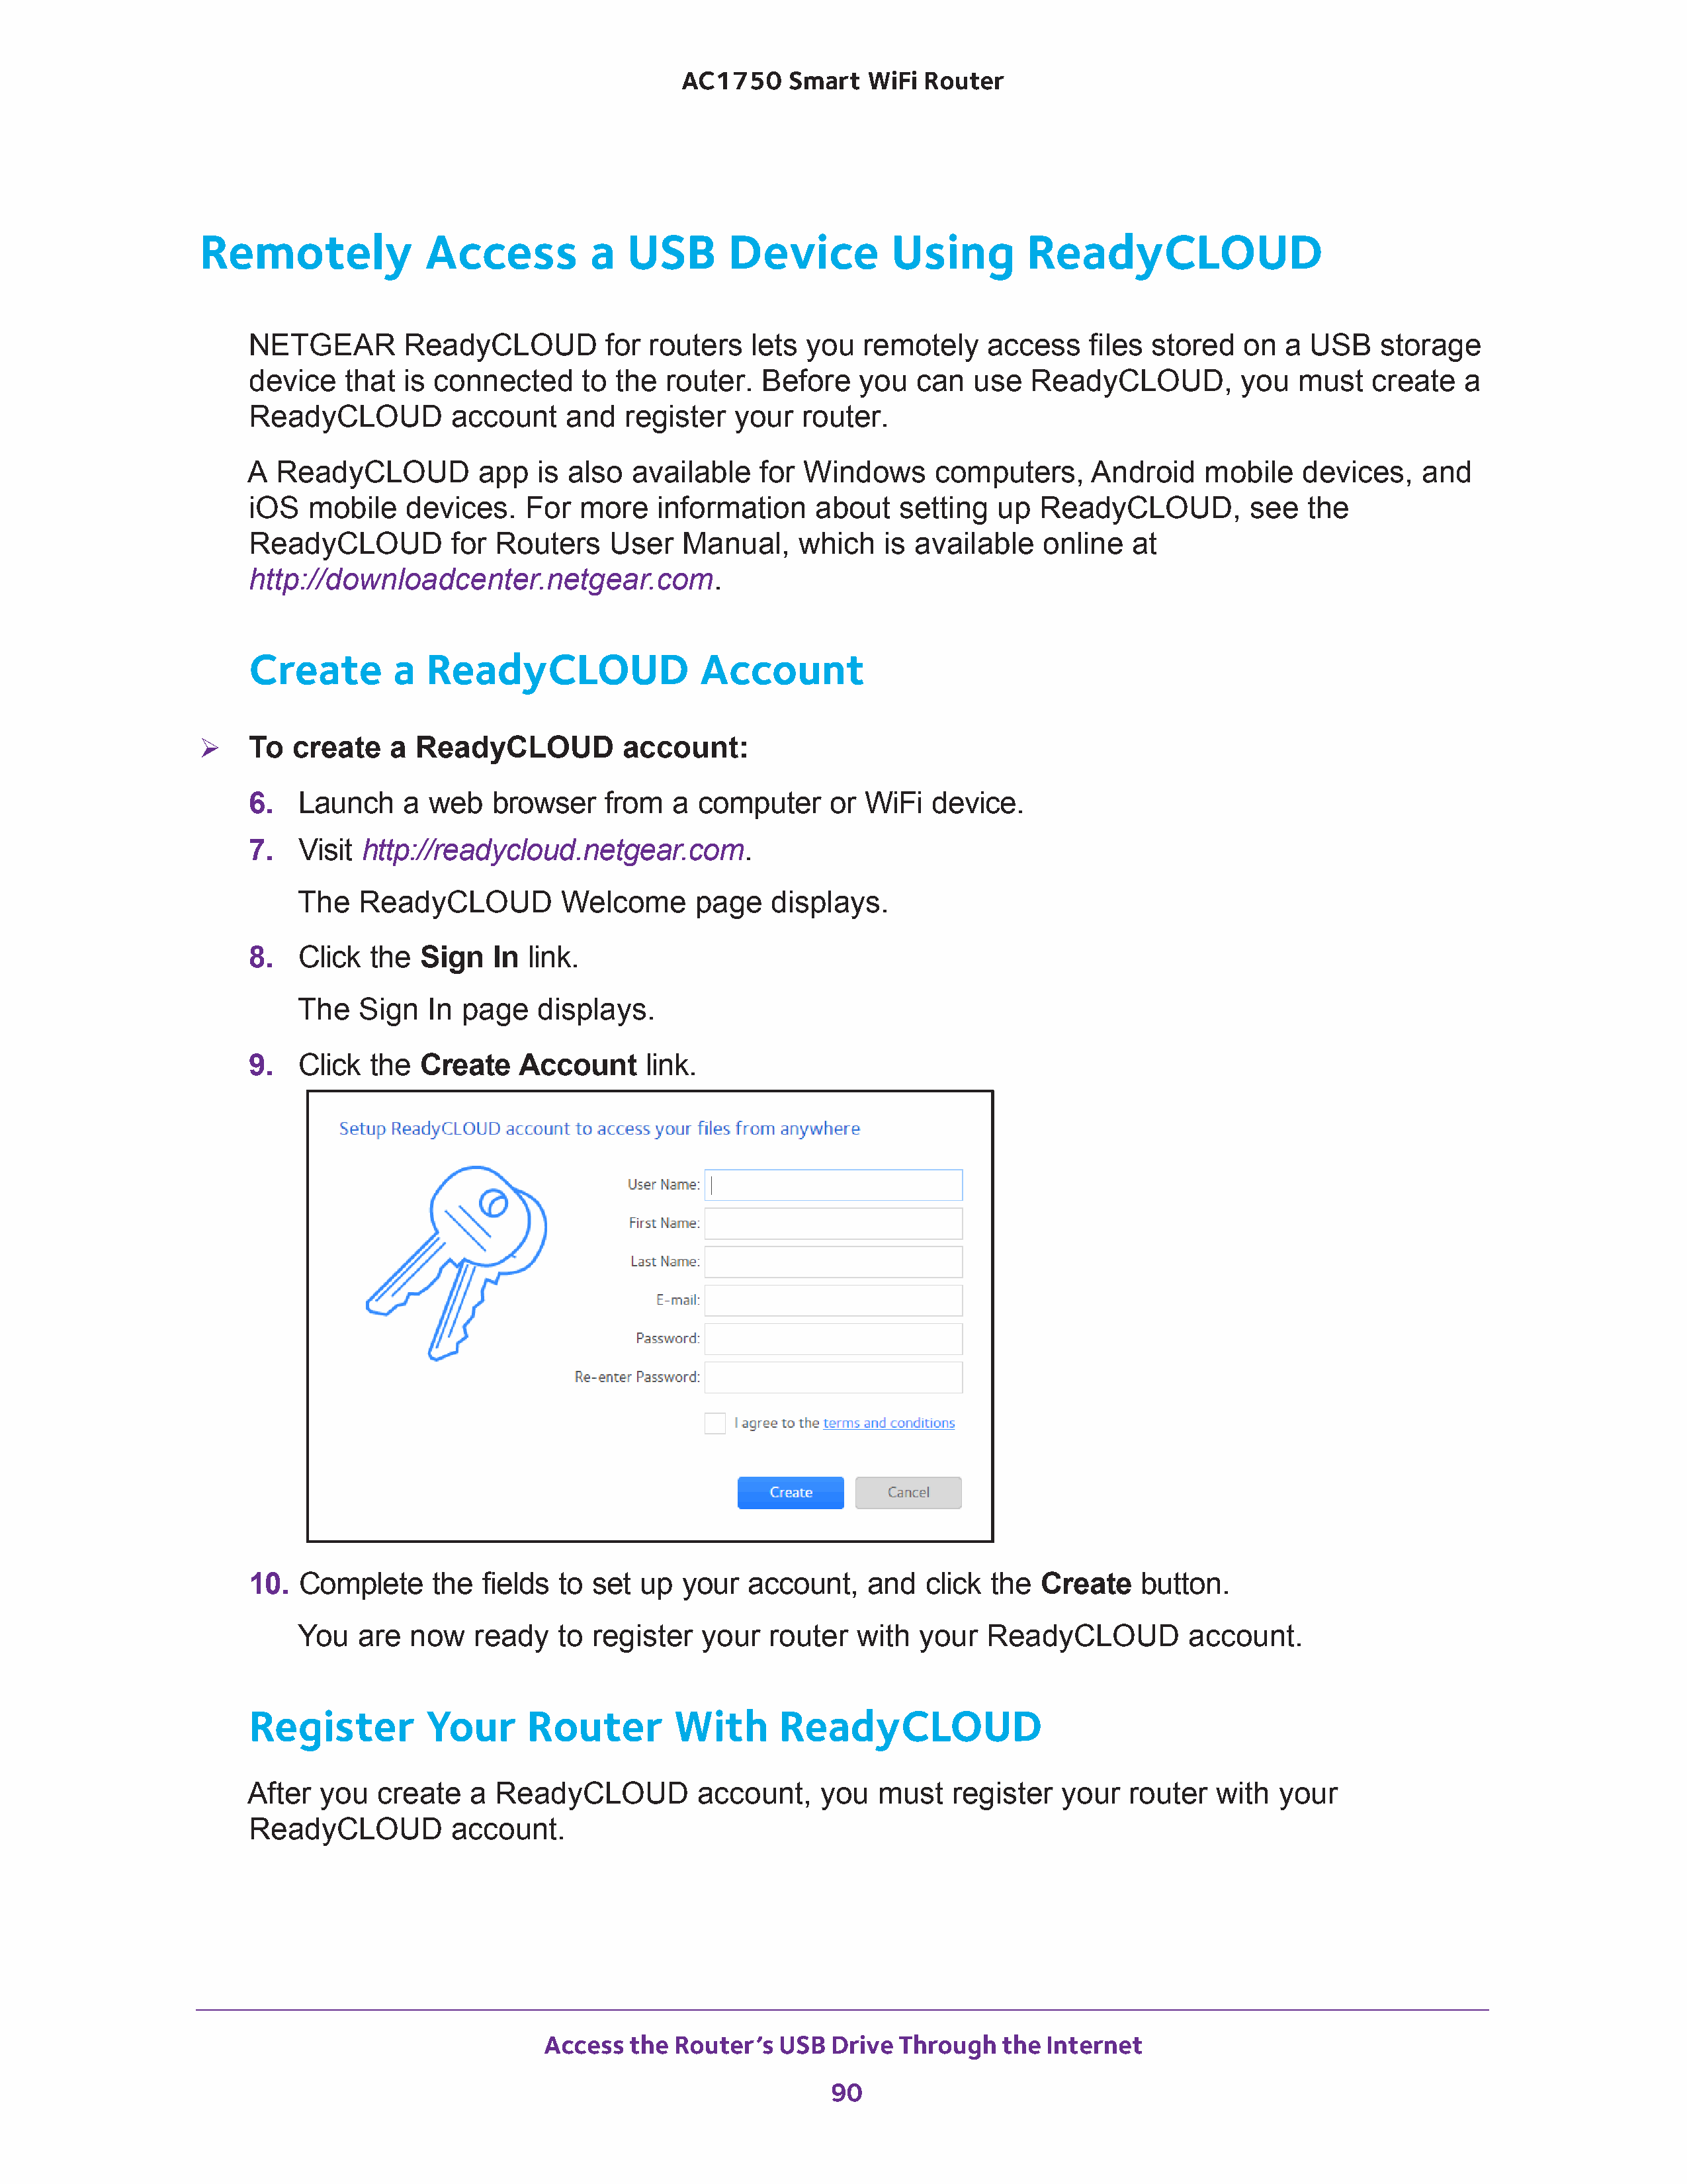 AC1750 Smart WiFi Router
Remotely Access a USB Device Using ReadyCLOUD
NETGEAR ReadyCLOUD for routers lets you remotely access files stored on a USB storage
device that is connected to the router. Before you can use ReadyCLOUD, you must create a
ReadyCLOUD account and register your router.
A ReadyCLOUD app is also available for Windows computers, Android mobile devices, and
iOS mobile devices. For more information about setting up ReadyCLOUD, see the
ReadyCLOUD for Routers User Manual, which is available online at
http://downloadcenter.netgear.com.
Create a ReadyCLOUD Account
➢ To create a ReadyCLOUD account:
6. Launch a web browser from a computer or WiFi device.
7. Visit http://readycloud.netgear.com.
The ReadyCLOUD Welcome page displays.
8. Click the Sign In link.
The Sign In page displays.
9. Click the Create Account link.
Setup ReadyCLOUD account to access your files from anywhere
User Name:
First Name:
Last Name:
E-mail:
Password:
Re-enter Password:
I agree to the terms and conditions
Create Cancel
10. Complete the fields to set up your account, and click the Create button.
You are now ready to register your router with your ReadyCLOUD account.
Register Your Router With ReadyCLOUD
After you create a ReadyCLOUD account, you must register your router with your
ReadyCLOUD account.
Access the Router’s USB Drive Through the Internet
90